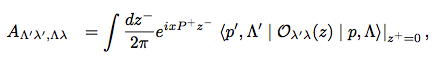 $A_{\Lambda'\lambda',\Lambda\lambda} = \int \frac{dz^-}{2\pi} e^{ixP^+z^-} \langle p', \Lambda' \mid \mathcal{O}_{\lambda'\lambda}(z) \mid p, \Lambda \rangle \big|_{z^+=0} ,$